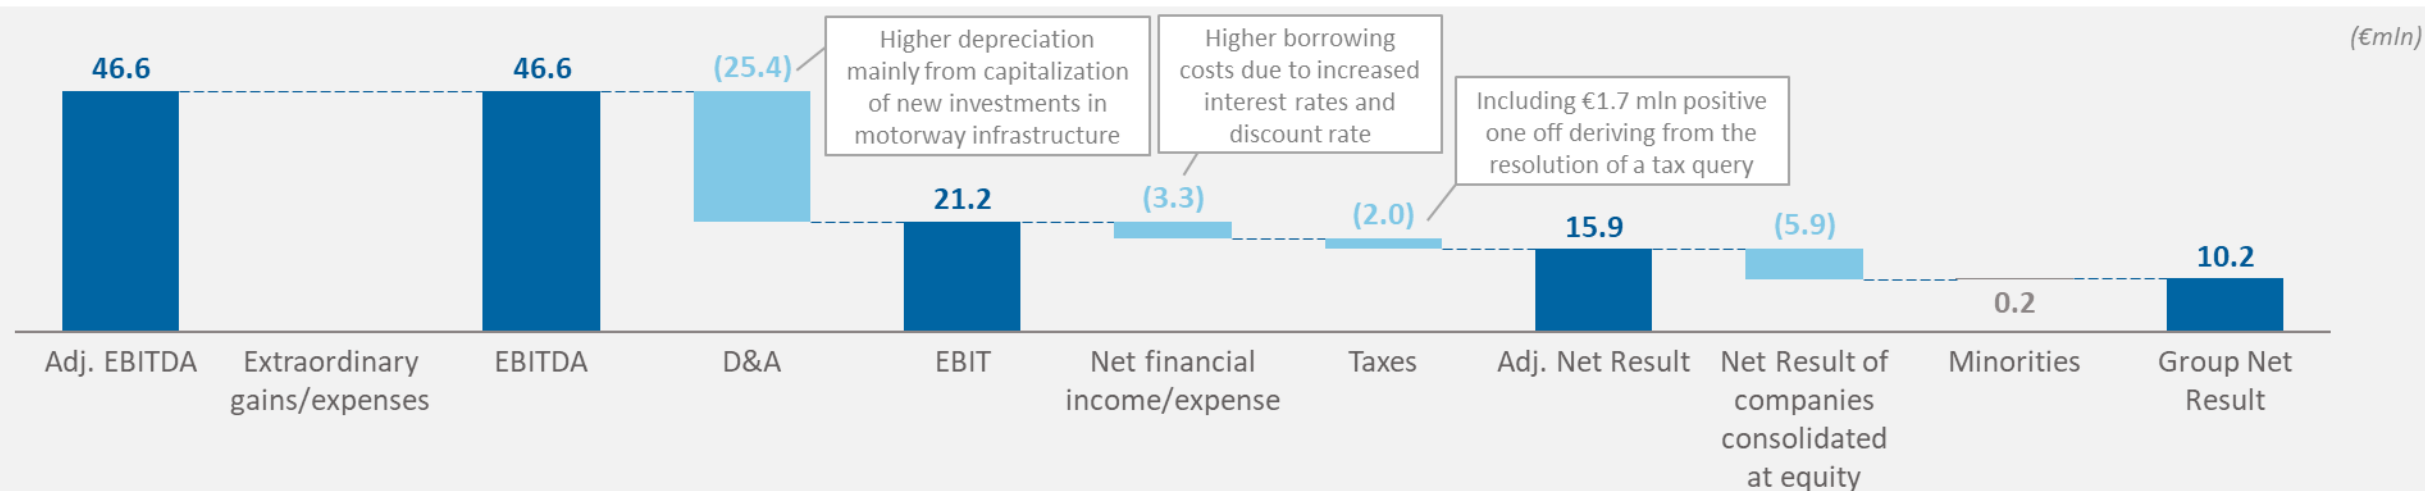 (€mln)
46.6
46.6
(25.4)
Higher depreciation
mainly from capitalization
of new investments in
motorway infrastructure
Higher borrowing
costs due to increased
interest rates and
discount rate
Including €1.7 mln positive
one off deriving from the
resolution of a tax query
21.2
(3.3)
(2.0)
15.9
(5.9)
0.2
10.2
Adj. EBITDA
Extraordinary
gains/expenses
EBITDA
D&A
EBIT
Net financial
income/expense
Taxes
Adj. Net Result
Net Result of
companies
consolidated
at equity
Minorities
Group Net
Result